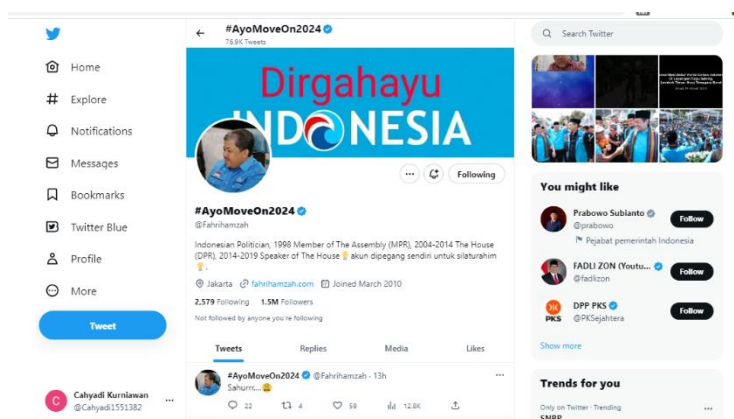 #AyoMoveOn2024
76.9K Tweets
Dirgahayu
INDONESIA
Home
Explore
Notifications
Messages
Bookmarks
Twitter Blue
Profile
More
Tweet
Cahyadi Kurniawan
@Cahyadi1551382
Following
#AyoMoveOn2024
@Fahrihamzah
Indonesian Politician, 1998 Member of The Assembly (MPR), 2004-2014 The House
(DPR), 2014-2019 Speaker of The House 💡 akun dipegang sendiri untuk silaturahim
💡.
Jakarta fahrihamzah.com Joined March 2010
2,579 Following 1.5M Followers
Not followed by anyone you're following
Tweets Replies Media Likes
#AyoMoveOn2024 @Fahrihamzah · 13h
Sahurrr....
22 4 59 12.8K
Search Twitter
You might like
Prabowo Subianto
@prabowo
Follow
Pejabat pemerintah Indonesia
FADLI ZON (Youtu...
@fadlizon
Follow
PKS
DPP PKS
@PKSejahtera
Follow
Show more
Trends for you
Only on Twitter · Trending
SNBP